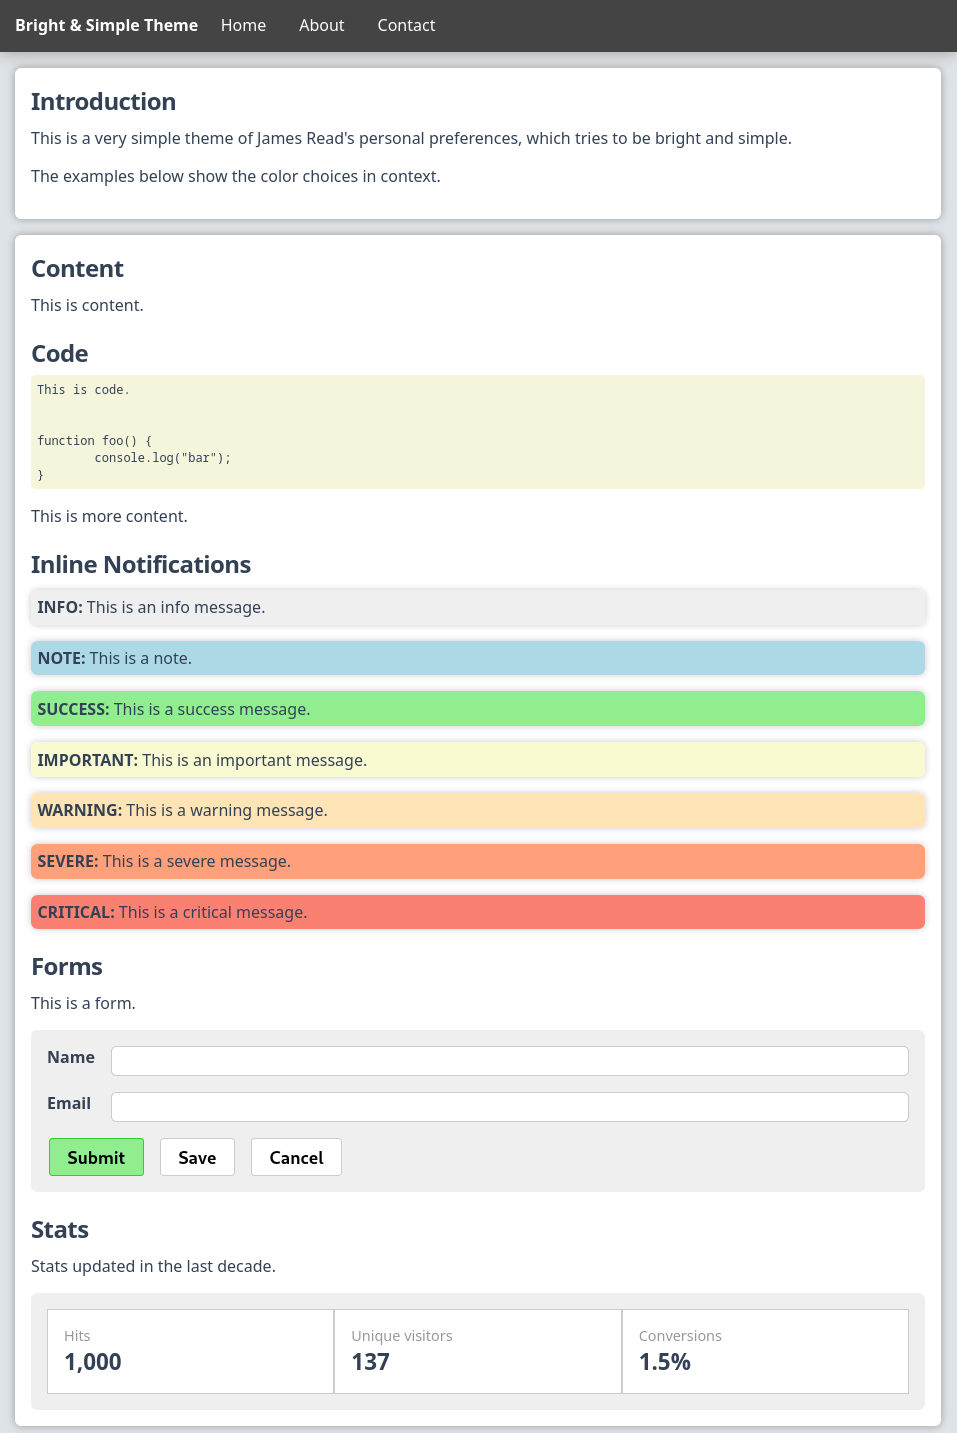 Bright & Simple Theme Home About Contact
Introduction
This is a very simple theme of James Read's personal preferences, which tries to be bright and simple.
The examples below show the color choices in context.
Content
This is content.
Code
This is code.
function foo() {
        console.log("bar");
}
This is more content.
Inline Notifications
INFO: This is an info message.
NOTE: This is a note.
SUCCESS: This is a success message.
IMPORTANT: This is an important message.
WARNING: This is a warning message.
SEVERE: This is a severe message.
CRITICAL: This is a critical message.
Forms
This is a form.
Name
Email
Submit Save Cancel
Stats
Stats updated in the last decade.
Hits Unique visitors Conversions
1,000 137 1.5%